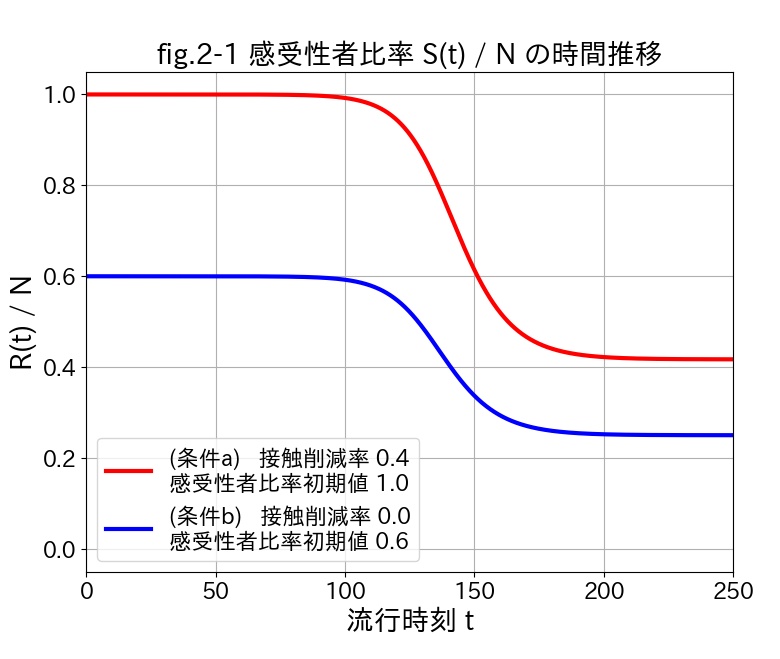 fig.2-1 感受性者比率 S(t) / N の時間推移
R(t) / N
1.0
0.8
0.6
0.4
0.2
0.0
(条件a) 接触削減率 0.4
感受性者比率初期値 1.0
(条件b) 接触削減率 0.0
感受性者比率初期値 0.6
0 50 100 150 200 250
流行時刻 t